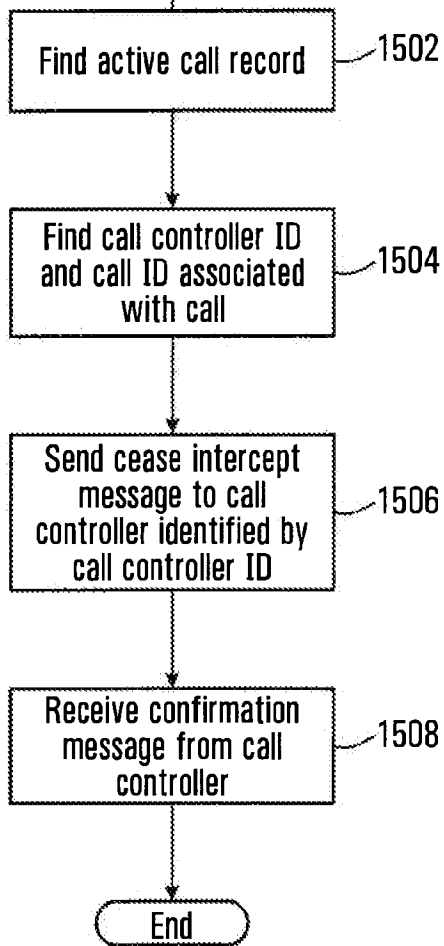 Find active call record
1502
Find call controller ID
and call ID associated
with call
1504
Send cease intercept
message to call
controller identified by
call controller ID
1506
Receive confirmation
message from call
controller
1508
End